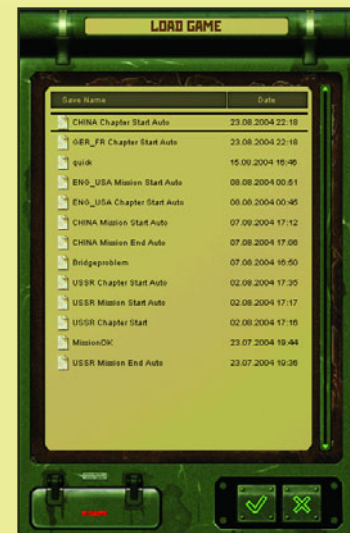 LOAD GAME
Save Name Date
CHINA Chapter Start Auto 23.08.2004 22:18
GER_FR Chapter Start Auto 23.08.2004 22:18
quick 15.08.2004 16:46
ENG_USA Mission Start Auto 08.08.2004 00:51
ENG_USA Chapter Start Auto 08.08.2004 00:45
CHINA Mission Start Auto 07.08.2004 17:12
CHINA Mission End Auto 07.08.2004 17:06
Bridgeproblem 07.08.2004 16:50
USSR Chapter Start Auto 02.08.2004 17:35
USSR Mission Start Auto 02.08.2004 17:17
USSR Chapter Start 02.08.2004 17:16
MissionOK 23.07.2004 19:44
USSR Mission End Auto 23.07.2004 19:36